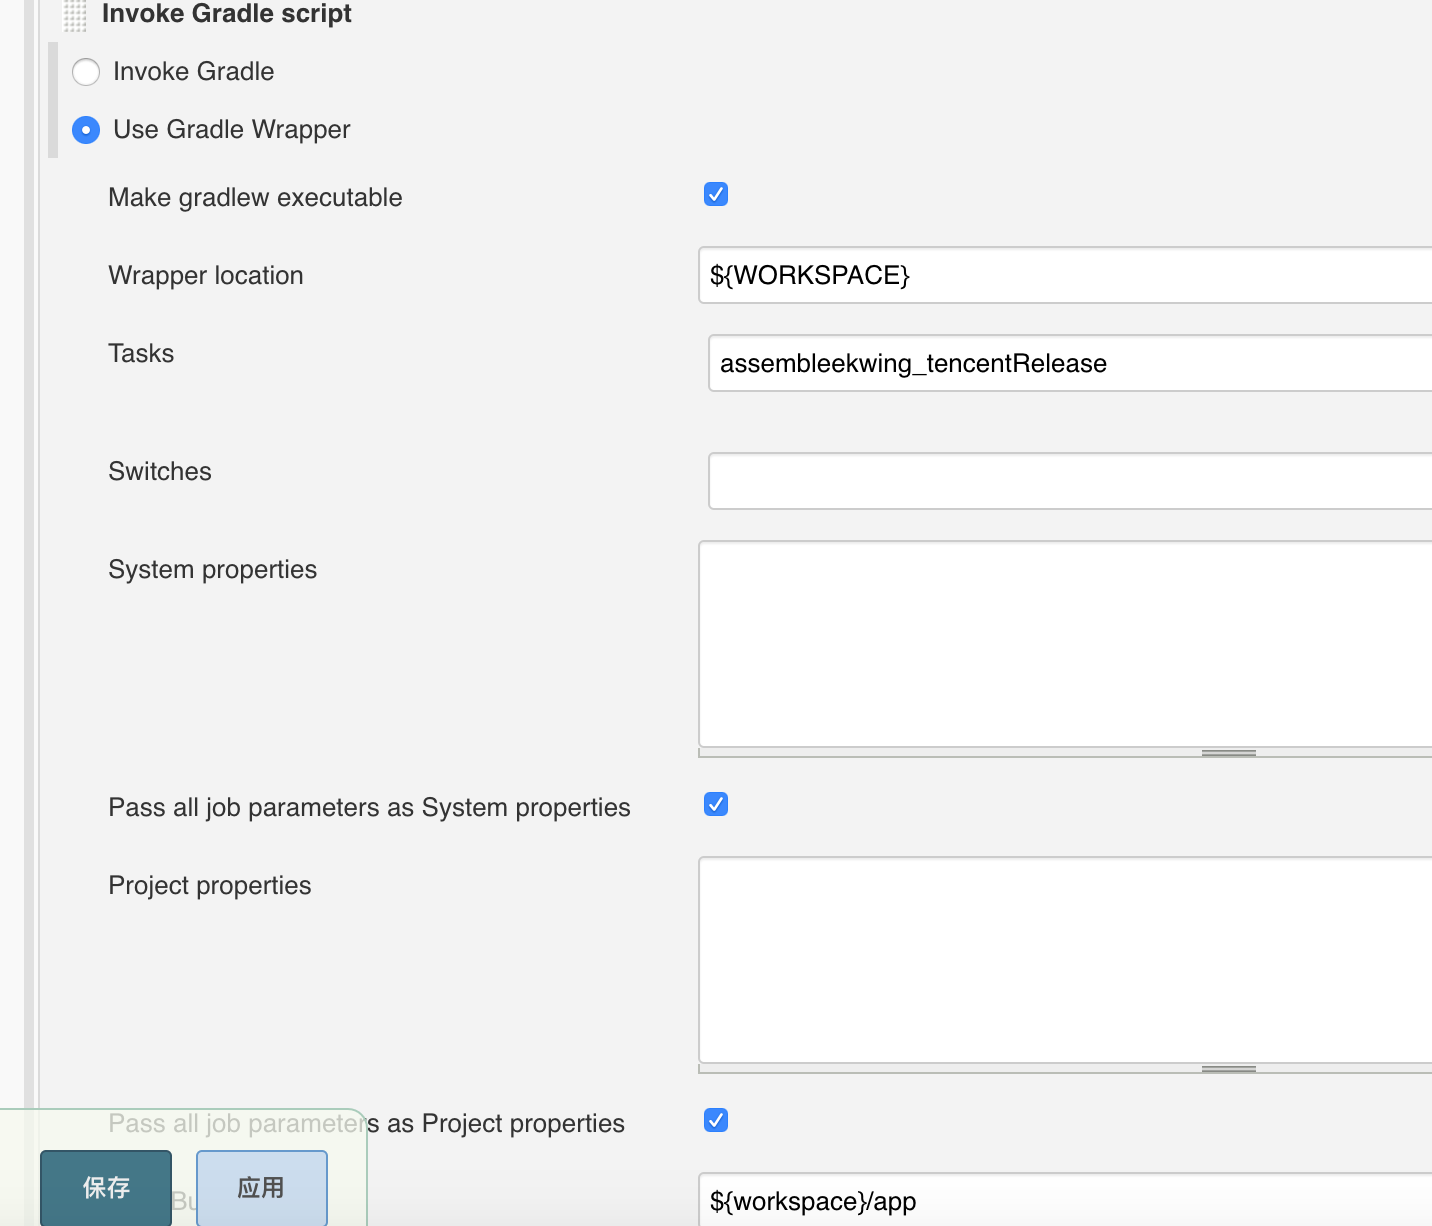 Invoke Gradle script
Invoke Gradle
Use Gradle Wrapper
Make gradlew executable
Wrapper location
${WORKSPACE}
Tasks
assembleekwing_tencentRelease
Switches
System properties
Pass all job parameters as System properties
Project properties
Pass all job parameters as Project properties
保存
应用
${workspace}/app